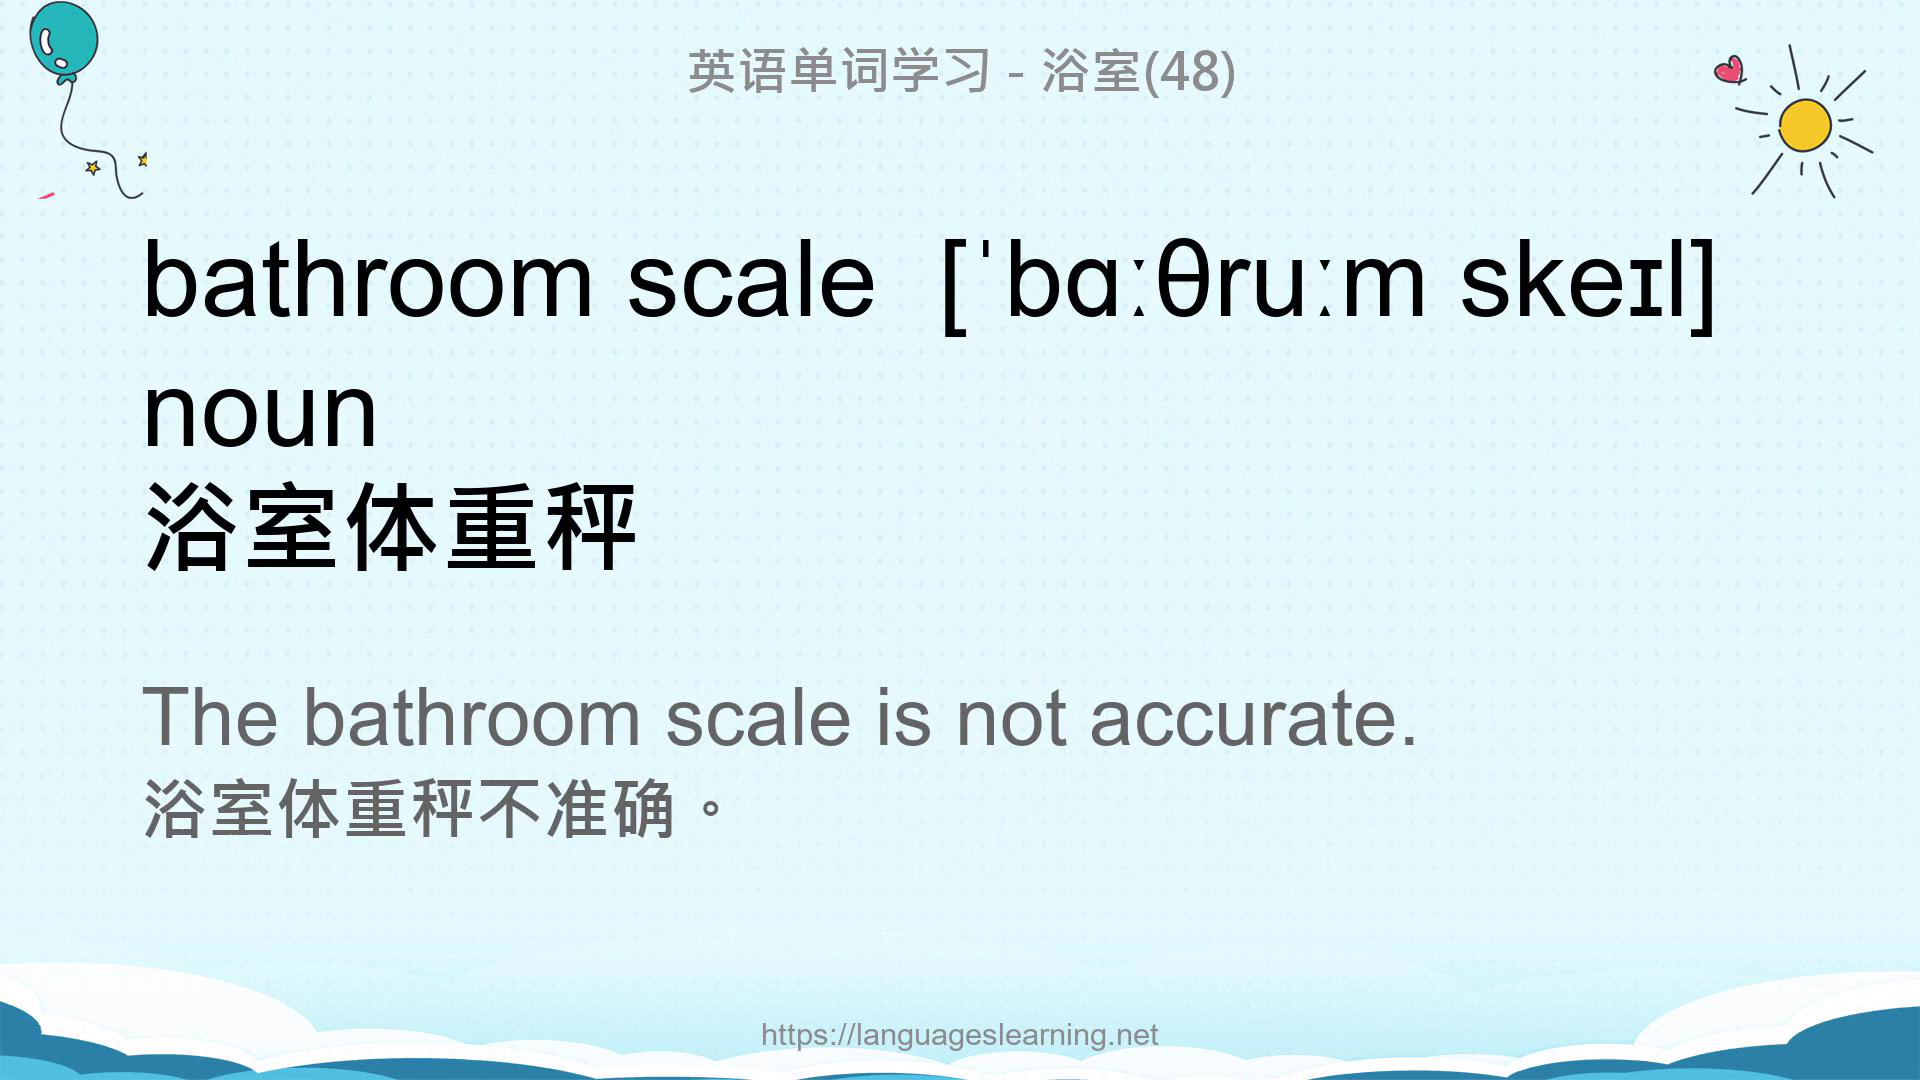 英语单词学习 - 浴室(48)
bathroom scale  [ˈbɑːθruːm skeɪl]
noun
浴室体重秤
The bathroom scale is not accurate.
浴室体重秤不准确。
https://languageslearning.net